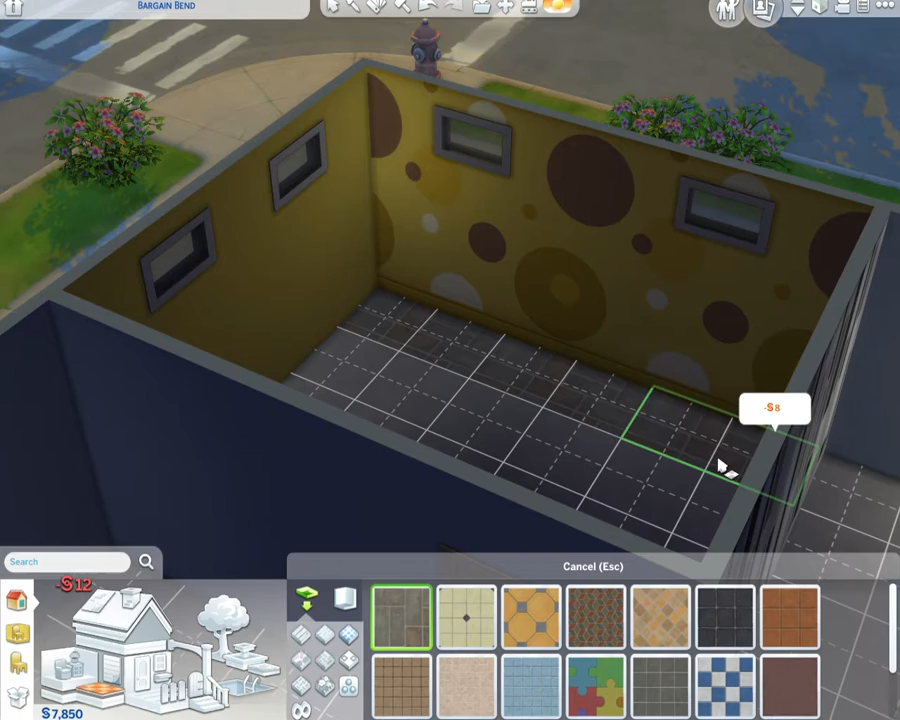 BARGAIN BEND
-§8
Cancel (Esc)
Search
-§12
§7,850